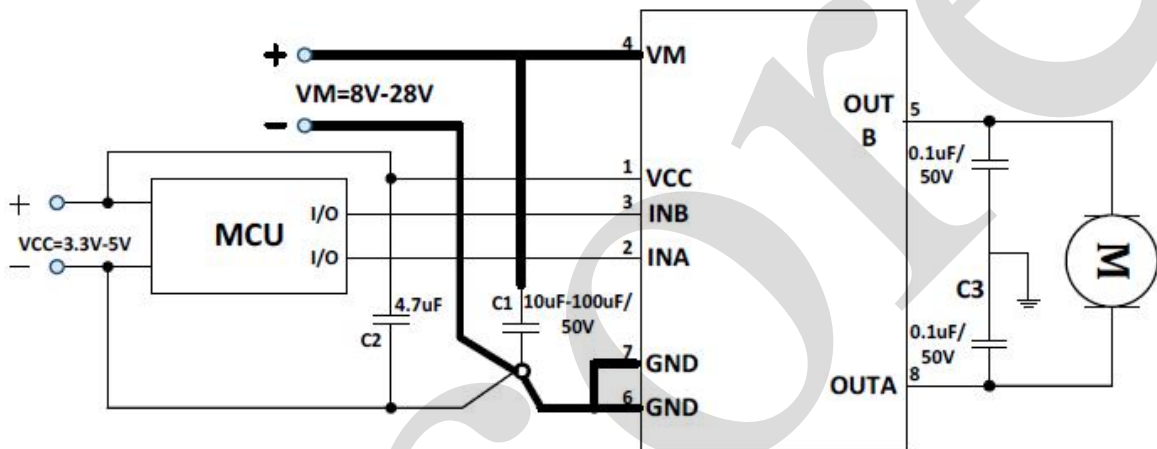 +
4
VM
VM=8V-28V
OUT
B
5
−
0.1uF/
50V
1
VCC
+
I/O
3
INB
MCU
VCC=3.3V-5V
I/O
2
INA
M
−
4.7uF
C1
10uF-100uF/
50V
C3
C2
0.1uF/
50V
7
GND
6
GND
OUTA
8